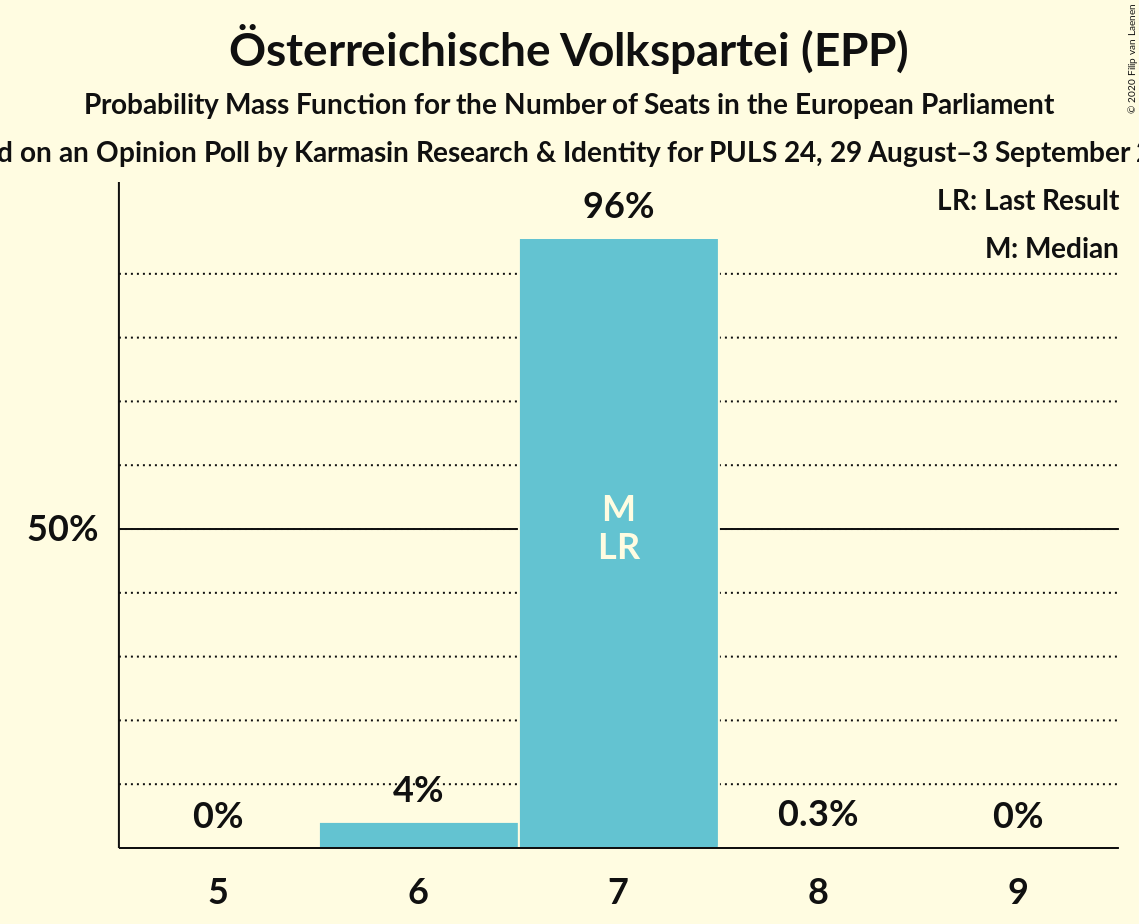 Österreichische Volkspartei (EPP)
Probability Mass Function for the Number of Seats in the European Parliament
on an Opinion Poll by Karmasin Research & Identity for PULS 24, 29 August–3 September
© 2020 Filip van Laenen
LR: Last Result
M: Median
96%
50%
M
LR
0%
4%
0.3%
0%
5
6
7
8
9